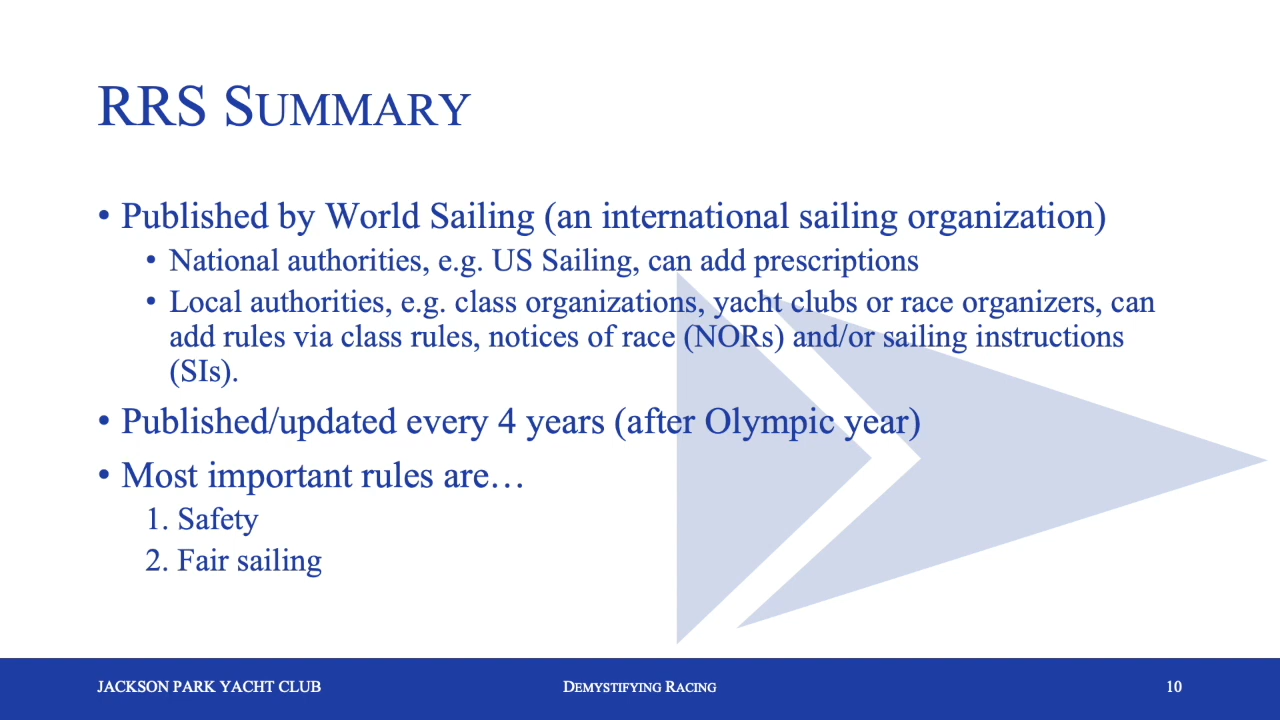 RRS SUMMARY
• Published by World Sailing (an international sailing organization)
• National authorities, e.g. US Sailing, can add prescriptions
• Local authorities, e.g. class organizations, yacht clubs or race organizers, can
add rules via class rules, notices of race (NORs) and/or sailing instructions
(SIs).
• Published/updated every 4 years (after Olympic year)
• Most important rules are…
1. Safety
2. Fair sailing
JACKSON PARK YACHT CLUB
DEMYSTIFYING RACING
10